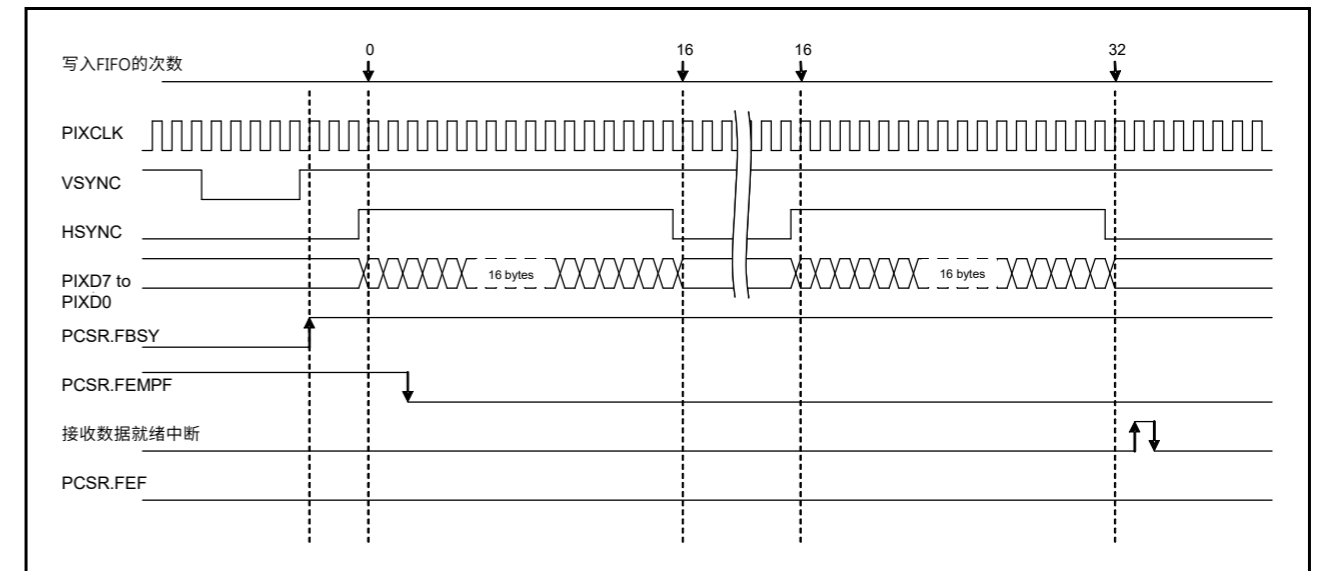 0 16 16 32
写入FIFO的次数
PIXCLK
VSYNC
HSYNC
PIXD7 to
PIXD0
16 bytes 16 bytes
PCSR.FBSY
PCSR.FEMPF
接收数据就绪中断
PCSR.FEF